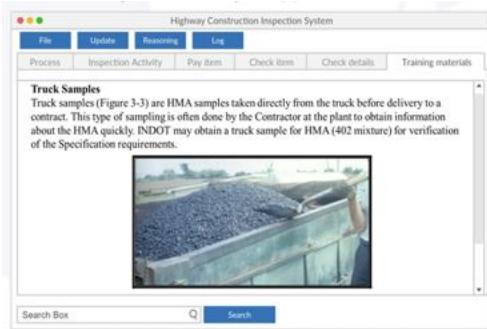 Highway Construction Inspection System
File Update Reasoning Log
Process Inspection Activity Pay item Check item Check details Training materials
Truck Samples
Truck samples (Figure 3-3) are HMA samples taken directly from the truck before delivery to a
contract. This type of sampling is often done by the Contractor at the plant to obtain information
about the HMA quickly. INDOT may obtain a truck sample for HMA (402 mixture) for verification
of the Specification requirements.
Search Box Search